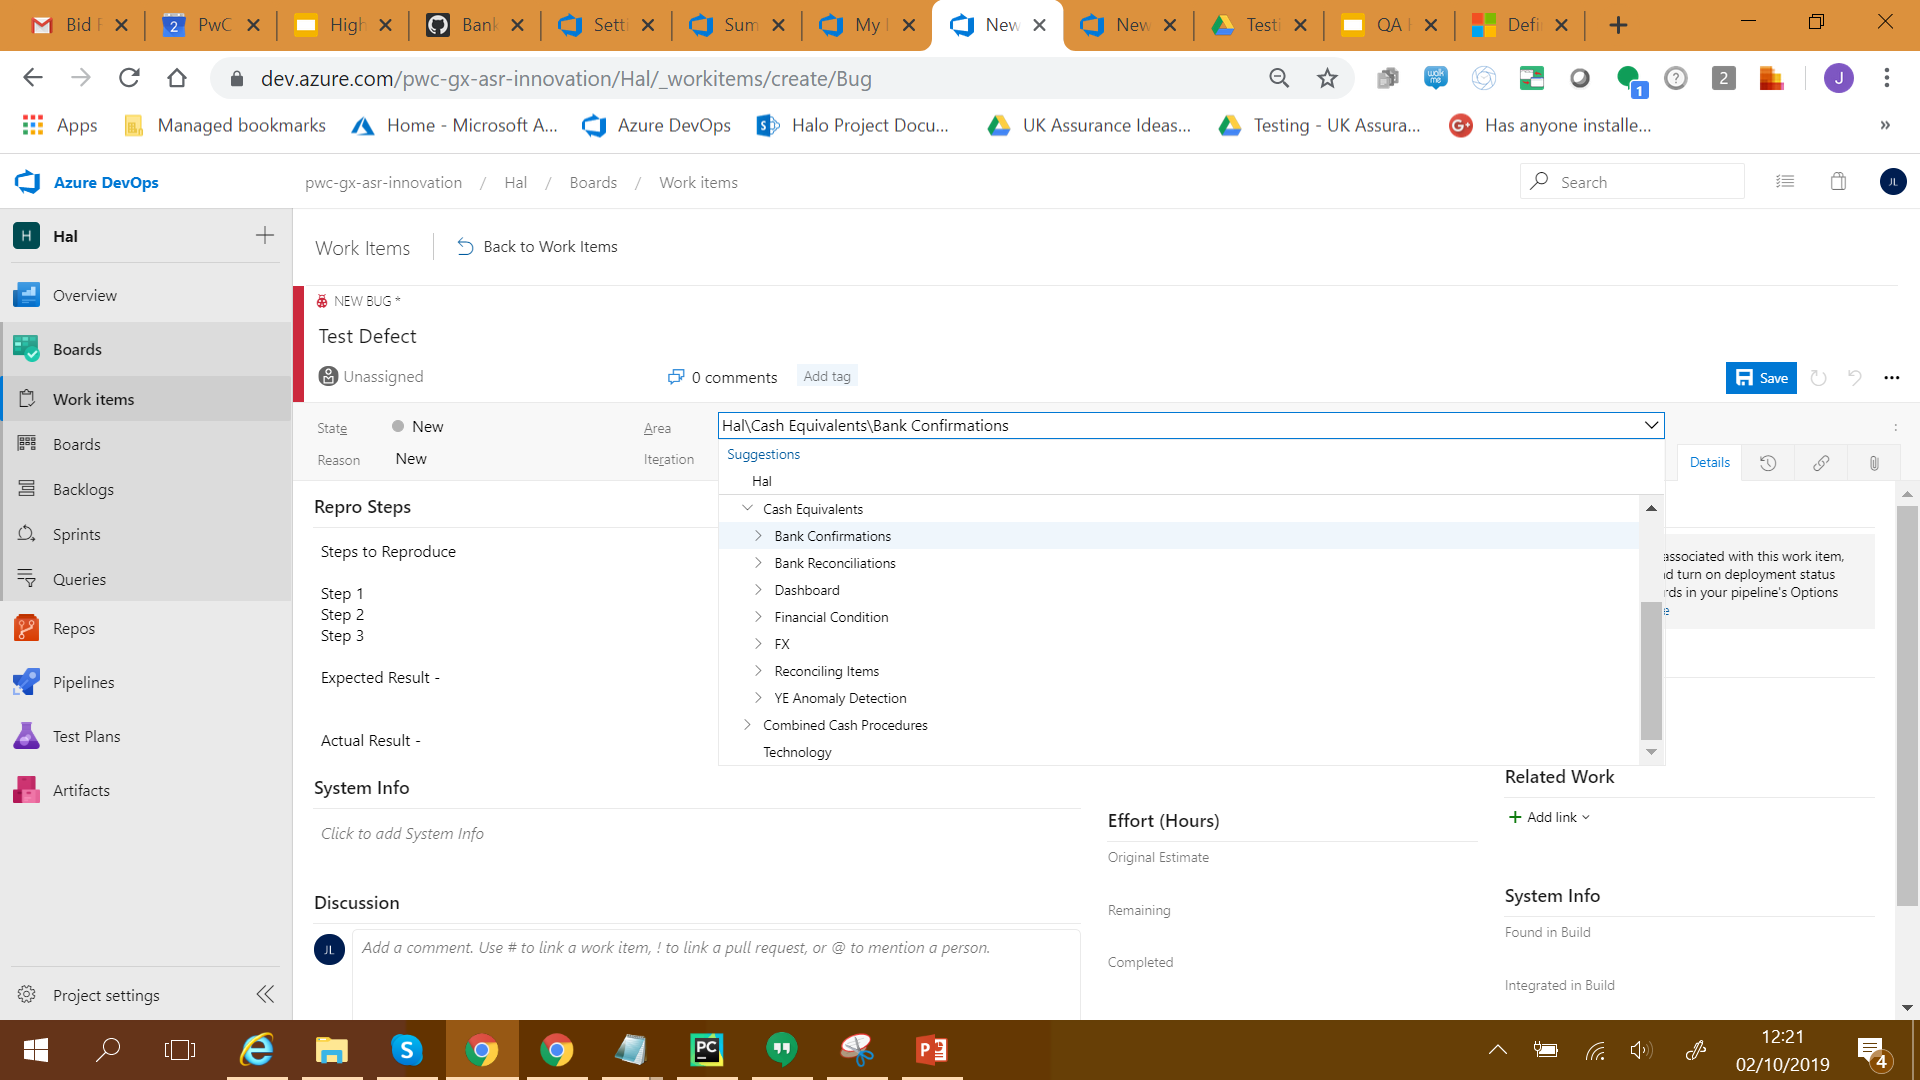 Bid
PwC
High
Bank
Setti
Sum
My
New
New
Testi
QA
Defi
dev.azure.com/pwc-gx-asr-innovation/Hal/_workitems/create/Bug
walk me
1
2
J
Apps
Managed bookmarks
Home - Microsoft A...
Azure DevOps
Halo Project Docu...
UK Assurance Ideas...
Testing - UK Assura...
Has anyone installe...
»
Azure DevOps
pwc-gx-asr-innovation / Hal / Boards / Work items
Search
JL
H Hal
Work Items
Back to Work Items
Overview
Boards
Work items
Boards
Backlogs
Sprints
Queries
Repos
Pipelines
Test Plans
Artifacts
Project settings
NEW BUG *
Test Defect
Unassigned
0 comments
Add tag
Save
State
New
Area
Hal\Cash Equivalents\Bank Confirmations
Reason
New
Iteration
Suggestions
Hal
Cash Equivalents
Bank Confirmations
Bank Reconciliations
Dashboard
Financial Condition
FX
Reconciling Items
YE Anomaly Detection
Combined Cash Procedures
Technology
Details
Repro Steps
Steps to Reproduce
Step 1
Step 2
Step 3
Expected Result -
Actual Result -
associated with this work item,
turn on deployment status
in your pipeline's Options
System Info
Click to add System Info
Discussion
JL
Add a comment. Use # to link a work item, ! to link a pull request, or @ to mention a person.
Effort (Hours)
Original Estimate
Remaining
Completed
Related Work
Add link
System Info
Found in Build
Integrated in Build
PC
12:21
02/10/2019
4